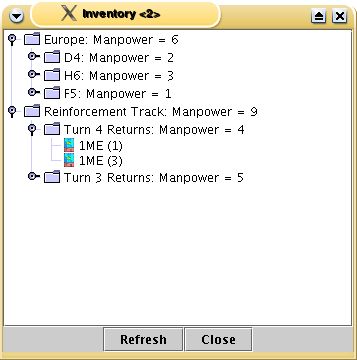 Inventory <2>
Europe: Manpower = 6
D4: Manpower = 2
H6: Manpower = 3
F5: Manpower = 1
Reinforcement Track: Manpower = 9
Turn 4 Returns: Manpower = 4
1ME (1)
1ME (3)
Turn 3 Returns: Manpower = 5
Refresh Close